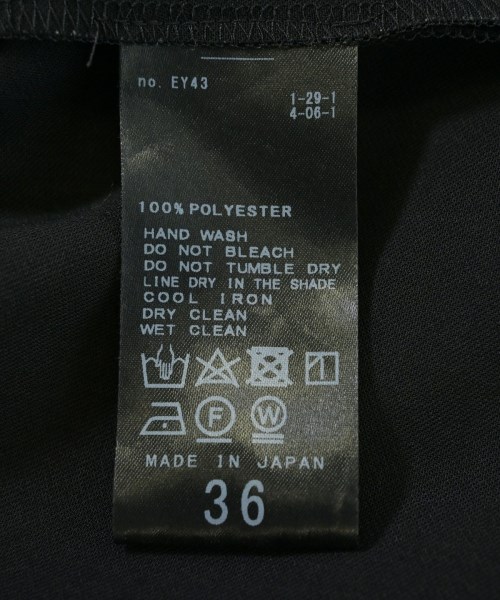 no. EY43
1-29-1
4-06-1
100% POLYESTER
HAND WASH
DO NOT BLEACH
DO NOT TUMBLE DRY
LINE DRY IN THE SHADE
COOL IRON
DRY CLEAN
WET CLEAN
F W
MADE IN JAPAN
36